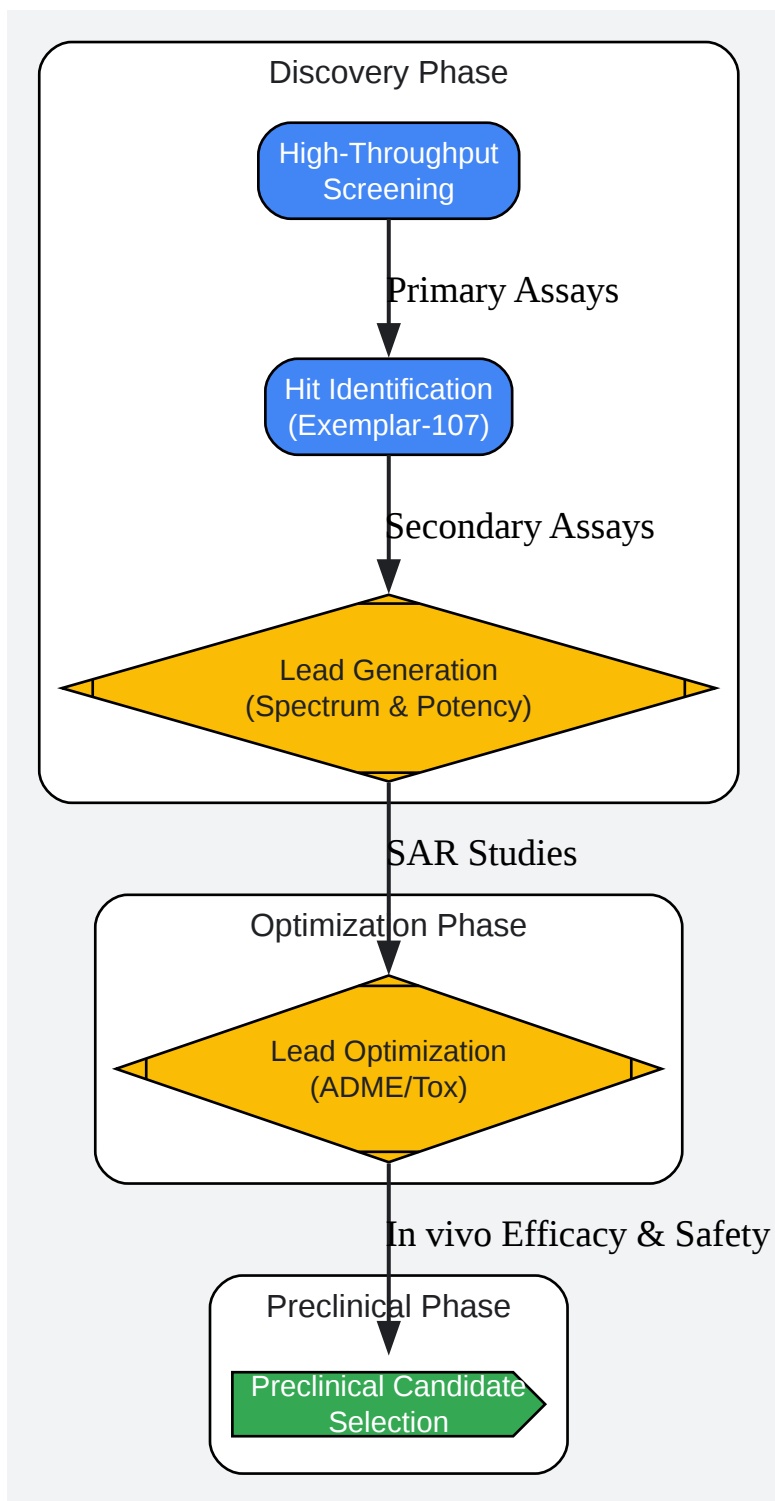 Discovery Phase
High-Throughput
Screening
Primary Assays
Hit Identification
(Exemplar-107)
Secondary Assays
Lead Generation
(Spectrum & Potency)
SAR Studies
Optimization Phase
Lead Optimization
(ADME/Tox)
In vivo Efficacy & Safety
Preclinical Phase
Preclinical Candidate
Selection